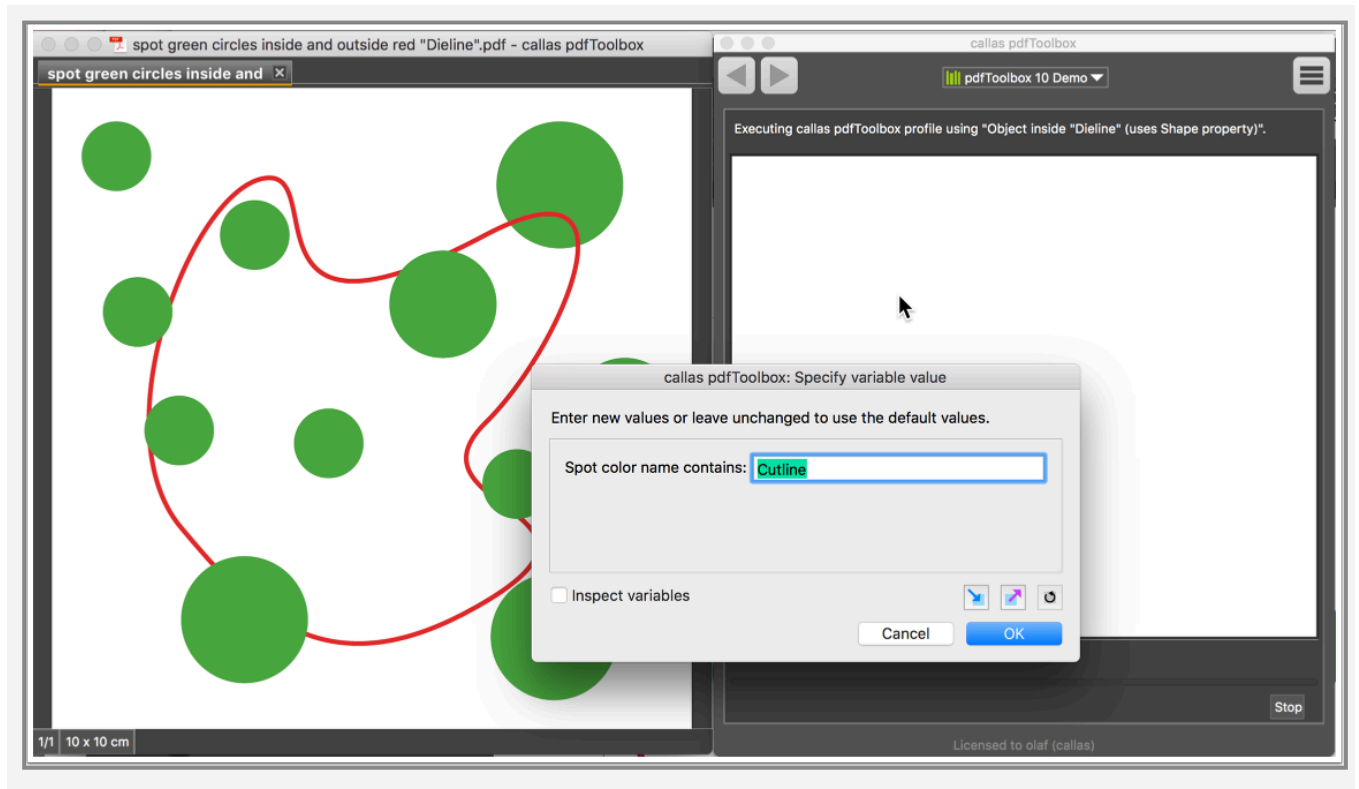 spot green circles inside and outside red "Dieline".pdf - callas pdfToolbox
spot green circles inside and
callas pdfToolbox
pdfToolbox 10 Demo
Executing callas pdfToolbox profile using "Object inside "Dieline" (uses Shape property)".
callas pdfToolbox: Specify variable value
Enter new values or leave unchanged to use the default values.
Spot color name contains: Cutline
Inspect variables
Cancel OK
Stop
1/1 10 x 10 cm
Licensed to olaf (callas)